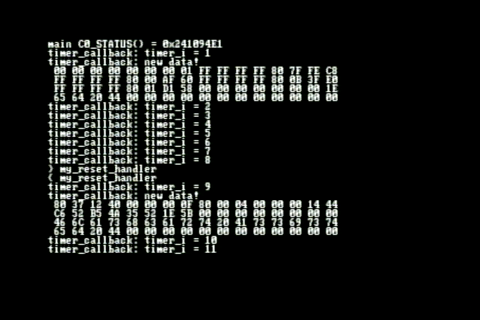 main C0_STATUS() = 0x241094E1
timer_callback: timer_i = 1
timer_callback: new data!
00 00 00 00 00 00 00 01 FF FF FF FF 80 7F FE C8
FF FF FF FF 80 00 AF 60 FF FF FF FF 80 0B 3F E0
FF FF FF FF 80 01 D1 58 00 00 00 00 00 00 00 1E
65 64 20 44 00 00 00 00 00 00 00 00 00 00 00 00
timer_callback: timer_i = 2
timer_callback: timer_i = 3
timer_callback: timer_i = 4
timer_callback: timer_i = 5
timer_callback: timer_i = 6
timer_callback: timer_i = 7
timer_callback: timer_i = 8
) my_reset_handler
( my_reset_handler
timer_callback: timer_i = 9
timer_callback: new data!
80 37 12 40 00 00 00 0F 80 00 04 00 00 00 14 44
C6 52 B5 4A 35 52 1E 5B 00 00 00 00 00 00 00 00
46 6C 61 73 68 63 61 72 74 20 41 73 73 69 73 74
65 64 20 44 00 00 00 00 00 00 00 00 00 00 00 00
timer_callback: timer_i = 10
timer_callback: timer_i = 11